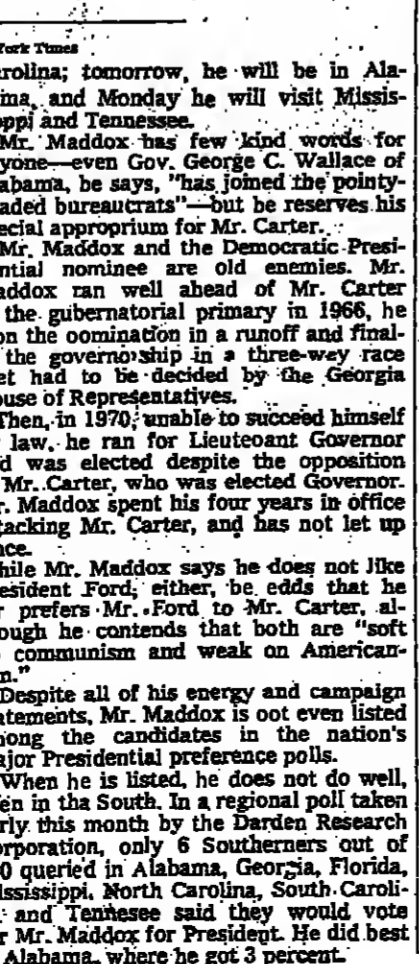 York Times
rolina; tomorrow, he will be in Ala-
ma, and Monday he will visit Missis-
ppi and Tennessee.
Mr. Maddox has few kind words for
yone—even Gov. George C. Wallace of
abama, be says, "has joined the pointy-
aded bureaucrats"—but be reserves his
ecial approprium for Mr. Carter.
Mr. Maddox and the Democratic Presi-
ntial nominee are old enemies. Mr.
addox ran well ahead of Mr. Carter
the gubernatorial primary in 1966, he
on the oomination in a runoff and final-
the governorship in a three-wey race
et had to be decided by the Georgia
ouse of Representatives.
Then, in 1970, unable to succeed himself
law, he ran for Lieuteoant Governor
d was elected despite the opposition
Mr. Carter, who was elected Governor.
r. Maddox spent his four years in office
tacking Mr. Carter, and has not let up
nce.
hile Mr. Maddox says he does not like
esident Ford, either, be edds that he
r prefers Mr. Ford to Mr. Carter, al-
ough he contends that both are "soft
communism and weak on American-
n."
Despite all of his energy and campaign
atements, Mr. Maddox is oot even listed
nong the candidates in the nation's
ajor Presidential preference polls.
When he is listed, he does not do well,
en in tha South. In a regional poll taken
rly this month by the Darden Research
orporation, only 6 Southerners out of
0 queried in Alabama, Georgia, Florida,
ississippi, North Carolina, South Caroli-
and Tennesee said they would vote
r Mr. Maddox for President. He did best
Alabama, where he got 3 percent.